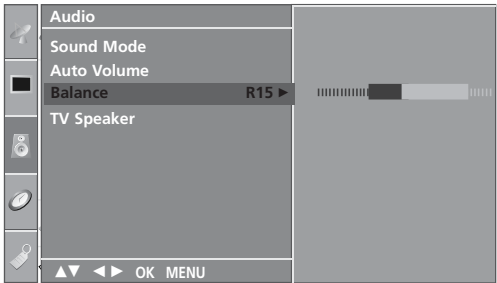 Audio
Sound Mode
Auto Volume
Balance R15 ►
TV Speaker
▲▼ ◄► OK MENU